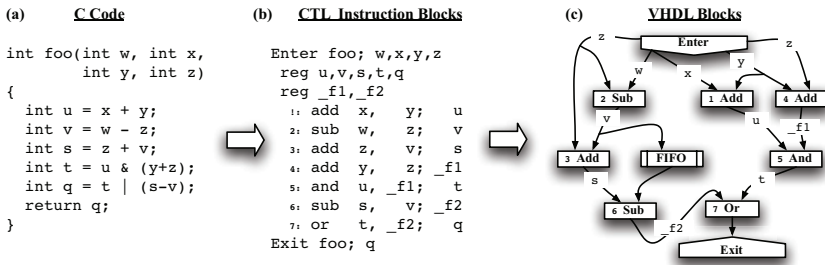 (a) C Code
int foo(int w, int x,
int y, int z)
{
int u = x + y;
int v = w - z;
int s = z + v;
int t = u & (y+z);
int q = t | (s-v);
return q;
}
(b) CTL Instruction Blocks
Enter foo; w,x,y,z
reg u,v,s,t,q
reg _f1,_f2
1: add x, y; u
2: sub w, z; v
3: add z, v; s
4: add y, z; _f1
5: and u, _f1; t
6: sub s, v; _f2
7: or t, _f2; q
Exit foo; q
(c) VHDL Blocks
z
Enter
z
w
x
y
2 Sub
1 Add
4 Add
v
u
_f1
3 Add
FIFO
5 And
s
t
6 Sub
_f2
7 Or
Exit